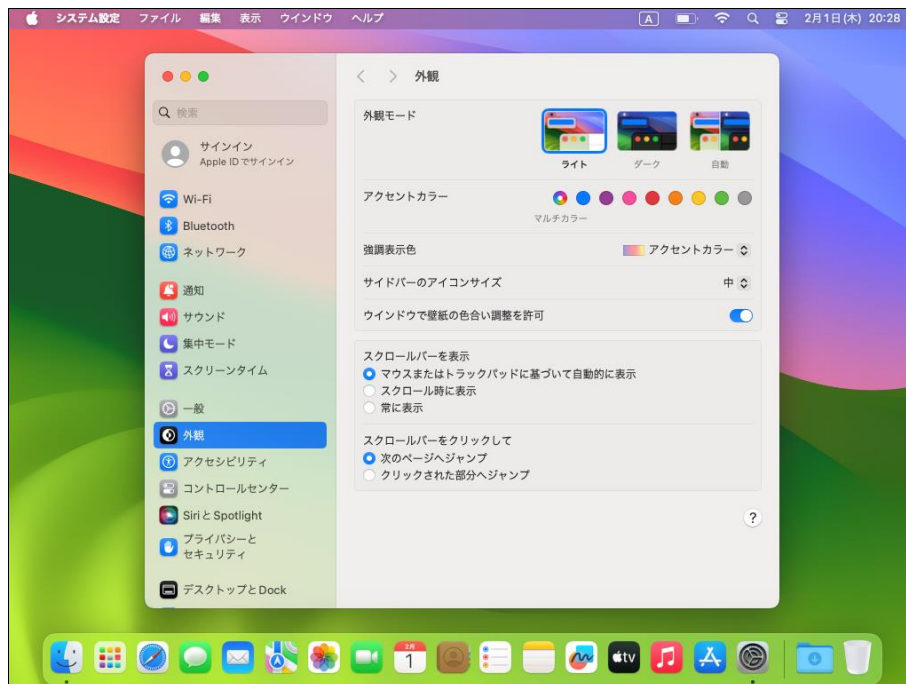 システム設定 ファイル 編集 表示 ウインドウ ヘルプ A 2月1日(木) 20:28
外観
検索
サインイン
Apple IDでサインイン
Wi-Fi
Bluetooth
ネットワーク
通知
サウンド
集中モード
スクリーンタイム
一般
外観
アクセシビリティ
コントロールセンター
SiriとSpotlight
プライバシーと
セキュリティ
デスクトップとDock
外観モード
ライト ダーク 自動
アクセントカラー
マルチカラー
強調表示色 アクセントカラー
サイドバーのアイコンサイズ 中
ウインドウで壁紙の色合い調整を許可
スクロールバーを表示
マウスまたはトラックパッドに基づいて自動的に表示
スクロール時に表示
常に表示
スクロールバーをクリックして
次のページへジャンプ
クリックされた部分へジャンプ
?
2月
1
tv